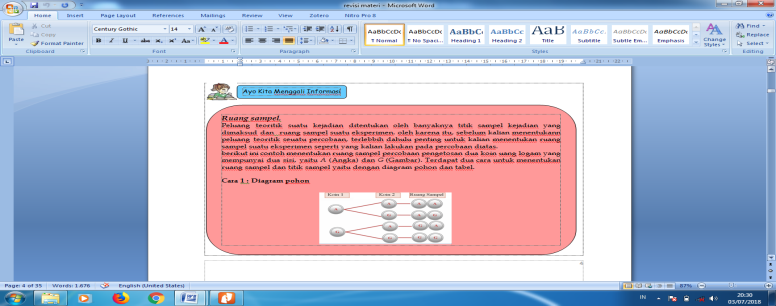 revisi materi - Microsoft Word
Home Insert Page Layout References Mailings Review View Zotero Nitro Pro 8
Paste
Cut
Copy
Format Painter
Clipboard
Century Gothic 14
Font
Paragraph
AaBbCcDc AaBbCcDc AaBbC AaBbCc AaB AaBbCc. AaBbCcDc AaBbCcDc
¶ Normal ¶ No Spaci... Heading 1 Heading 2 Title Subtitle Subtle Em... Emphasis
Styles
Change Styles
Find
Replace
Select
Editing
Ayo Kita Menggali Informasi
Ruang sampel.
Peluang teoritik suatu kejadian ditentukan oleh banyaknya titik sampel kejadian yang
dimaksud dan ruang sampel suatu eksperimen. oleh karena itu, sebelum kalian menentukann
peluang teoritik seuatu percobaan, terlebbih dahulu penting untuk kalian menentukan ruang
sampel suatu eksperimen seperti yang kalian lakukan pada percobaan diatas.
berikut ini contoh menentukan ruang sampel percobaan pengetosan dua koin uang logam yang
mempunyai dua sisi, yaitu A (Angka) dan G (Gambar). Terdapat dua cara untuk menentukan
ruang sampel dan titik sampel yaitu dengan diagram pohon dan tabel.
Cara 1 : Diagram pohon
Koin 1 Koin 2 Ruang Sampel
Page: 4 of 35 Words: 1.676 English (United States) 87%
IN 20:30
03/07/2018